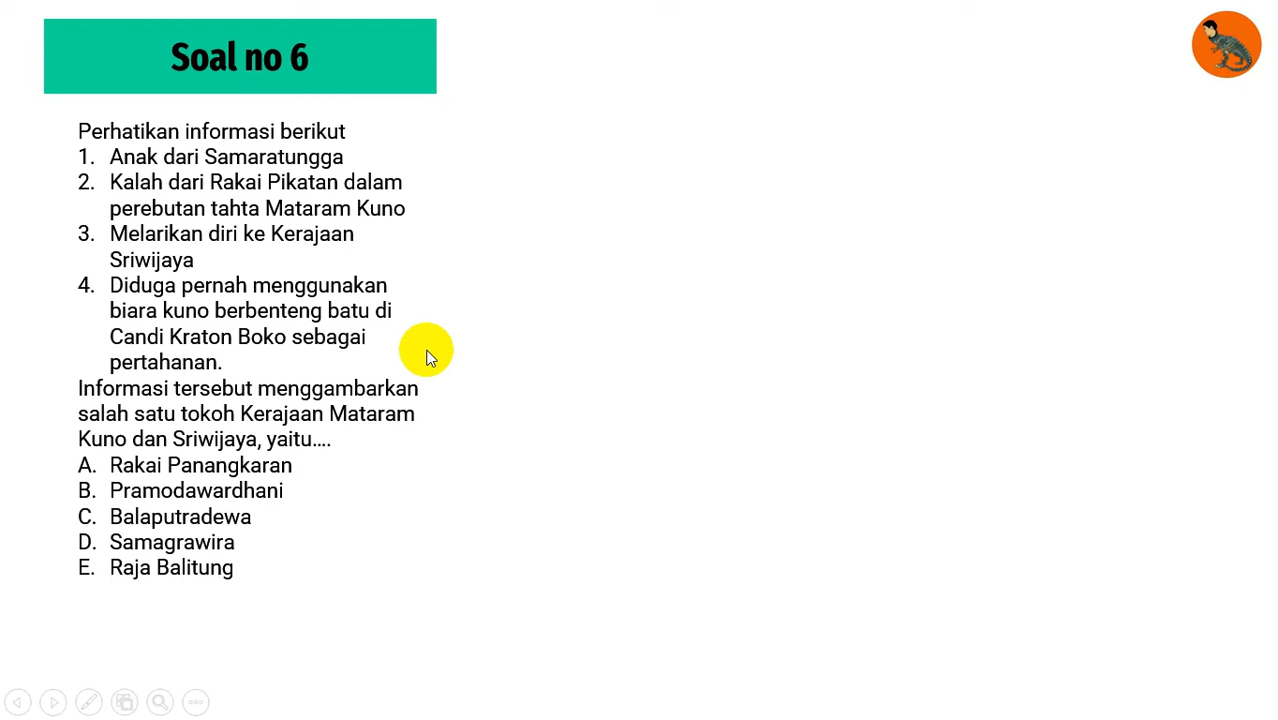 Soal no 6
Perhatikan informasi berikut
1. Anak dari Samaratungga
2. Kalah dari Rakai Pikatan dalam
perebutan tahta Mataram Kuno
3. Melarikan diri ke Kerajaan
Sriwijaya
4. Diduga pernah menggunakan
biara kuno berbenteng batu di
Candi Kraton Boko sebagai
pertahanan.
Informasi tersebut menggambarkan
salah satu tokoh Kerajaan Mataram
Kuno dan Sriwijaya, yaitu....
A. Rakai Panangkaran
B. Pramodawardhani
C. Balaputradewa
D. Samagrawira
E. Raja Balitung